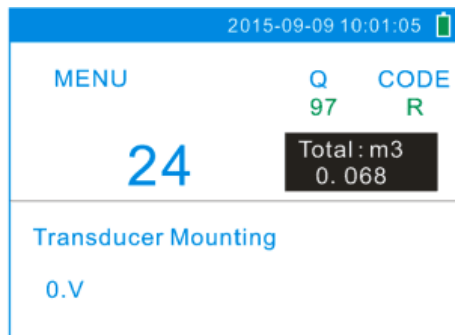 2015-09-09 10:01:05
MENU Q CODE
97 R
24
Total:m3
0.068
Transducer Mounting
0.V